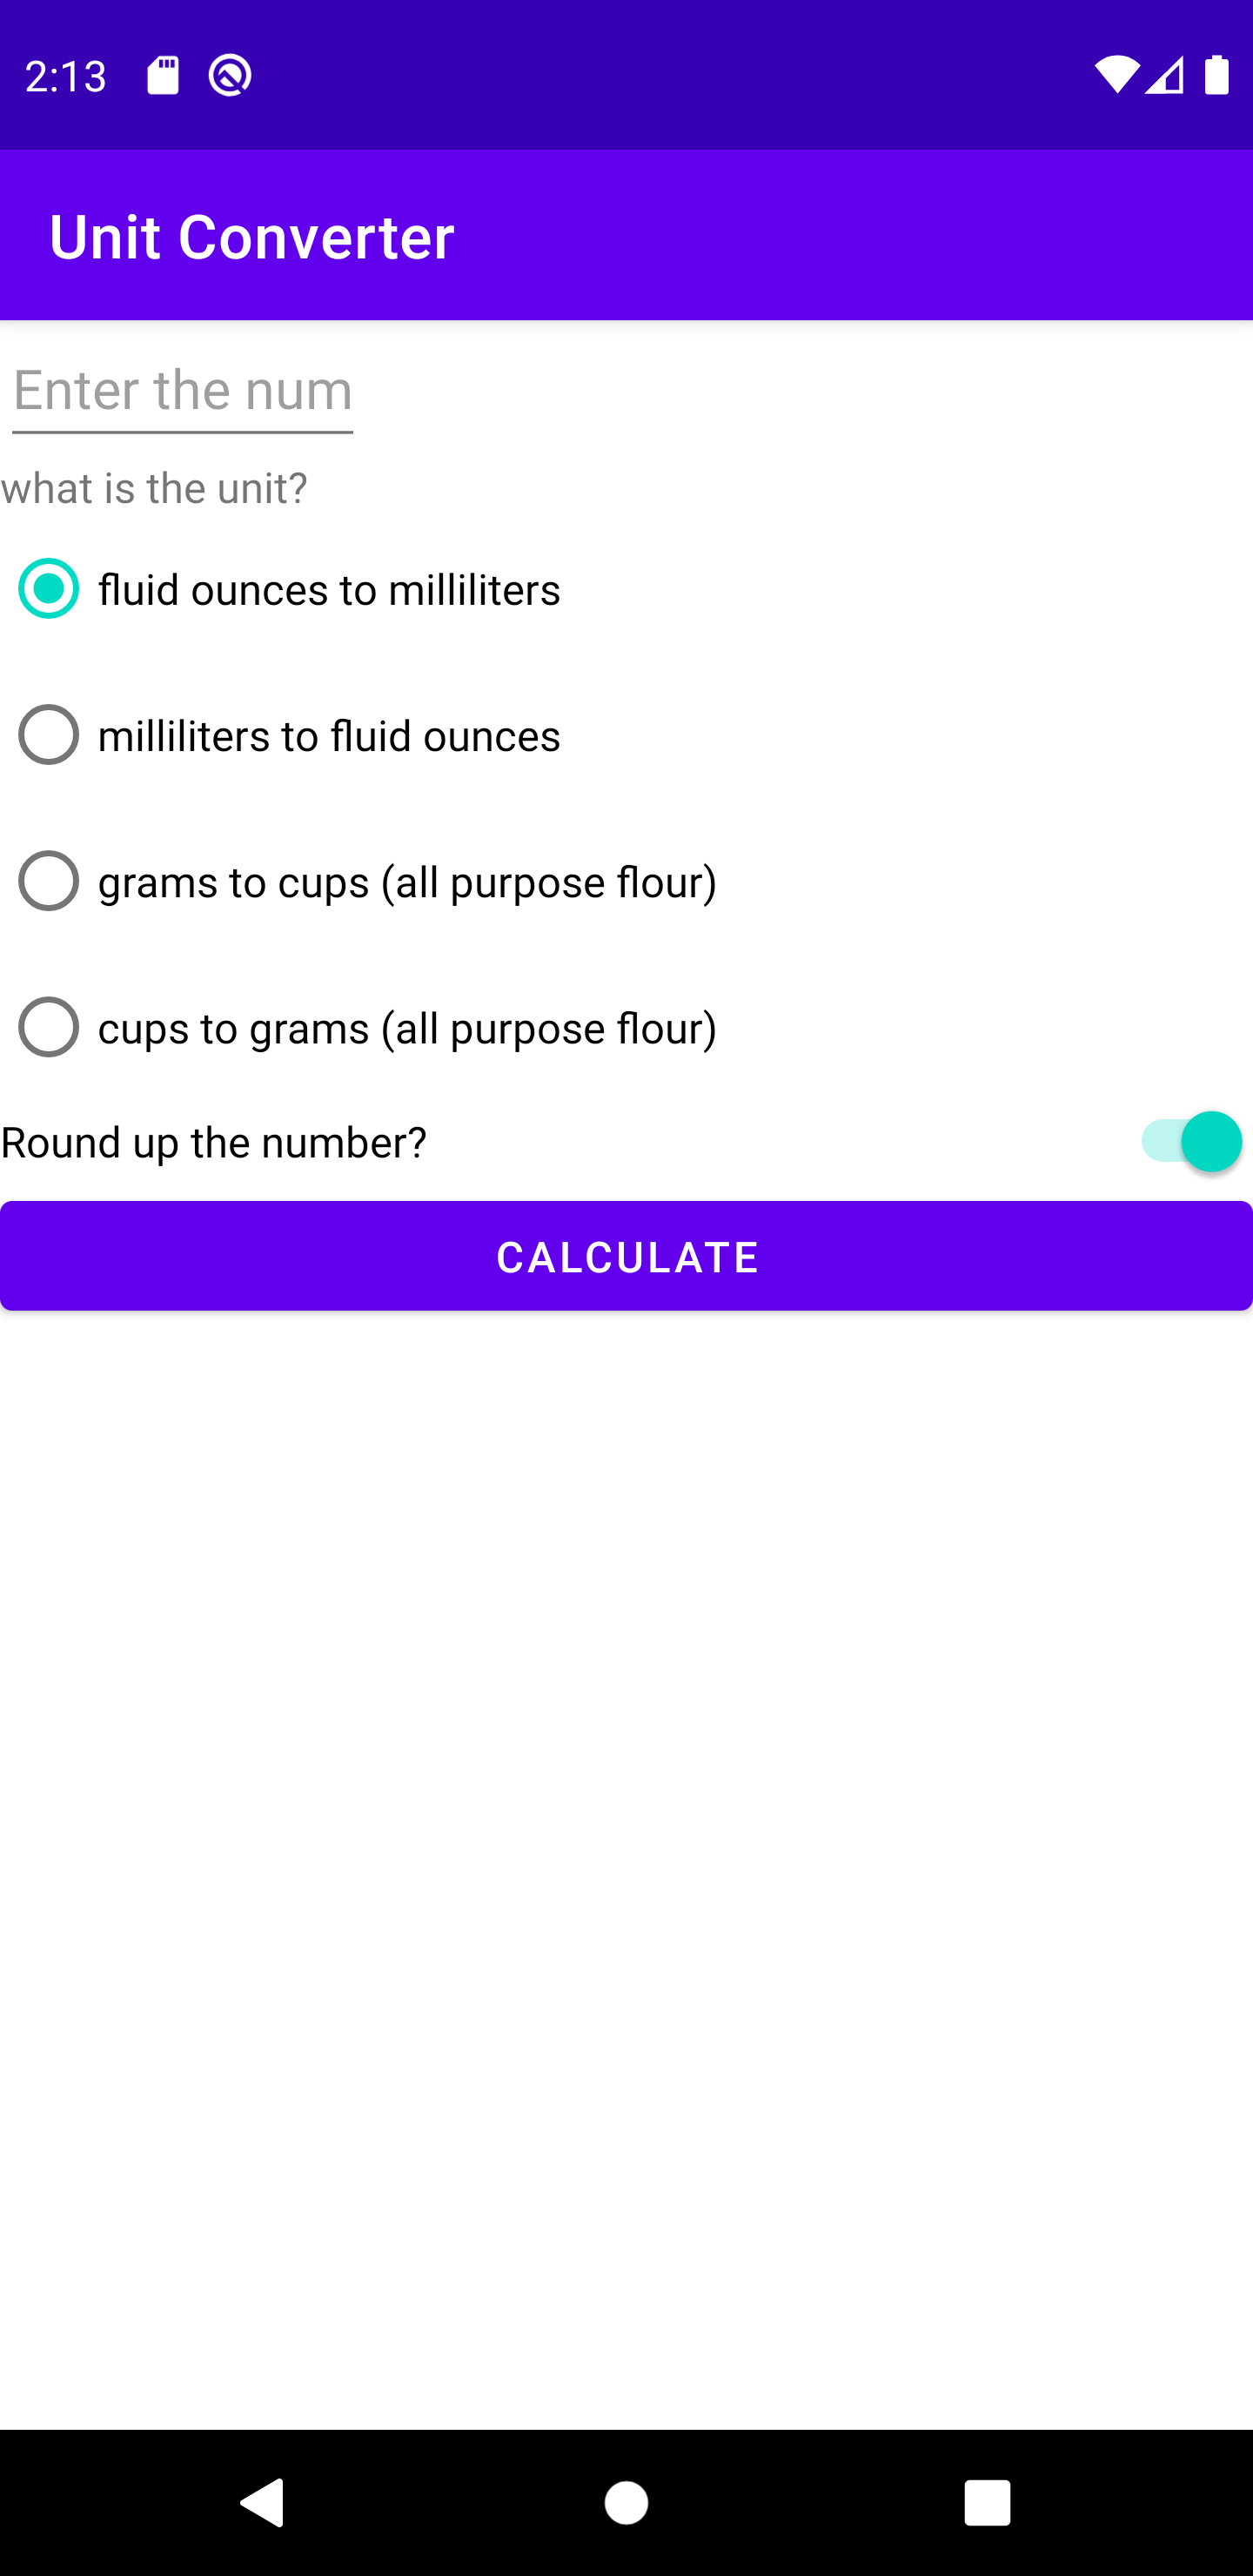 2:13
Unit Converter
Enter the num
what is the unit?
fluid ounces to milliliters
milliliters to fluid ounces
grams to cups (all purpose flour)
cups to grams (all purpose flour)
Round up the number?
CALCULATE